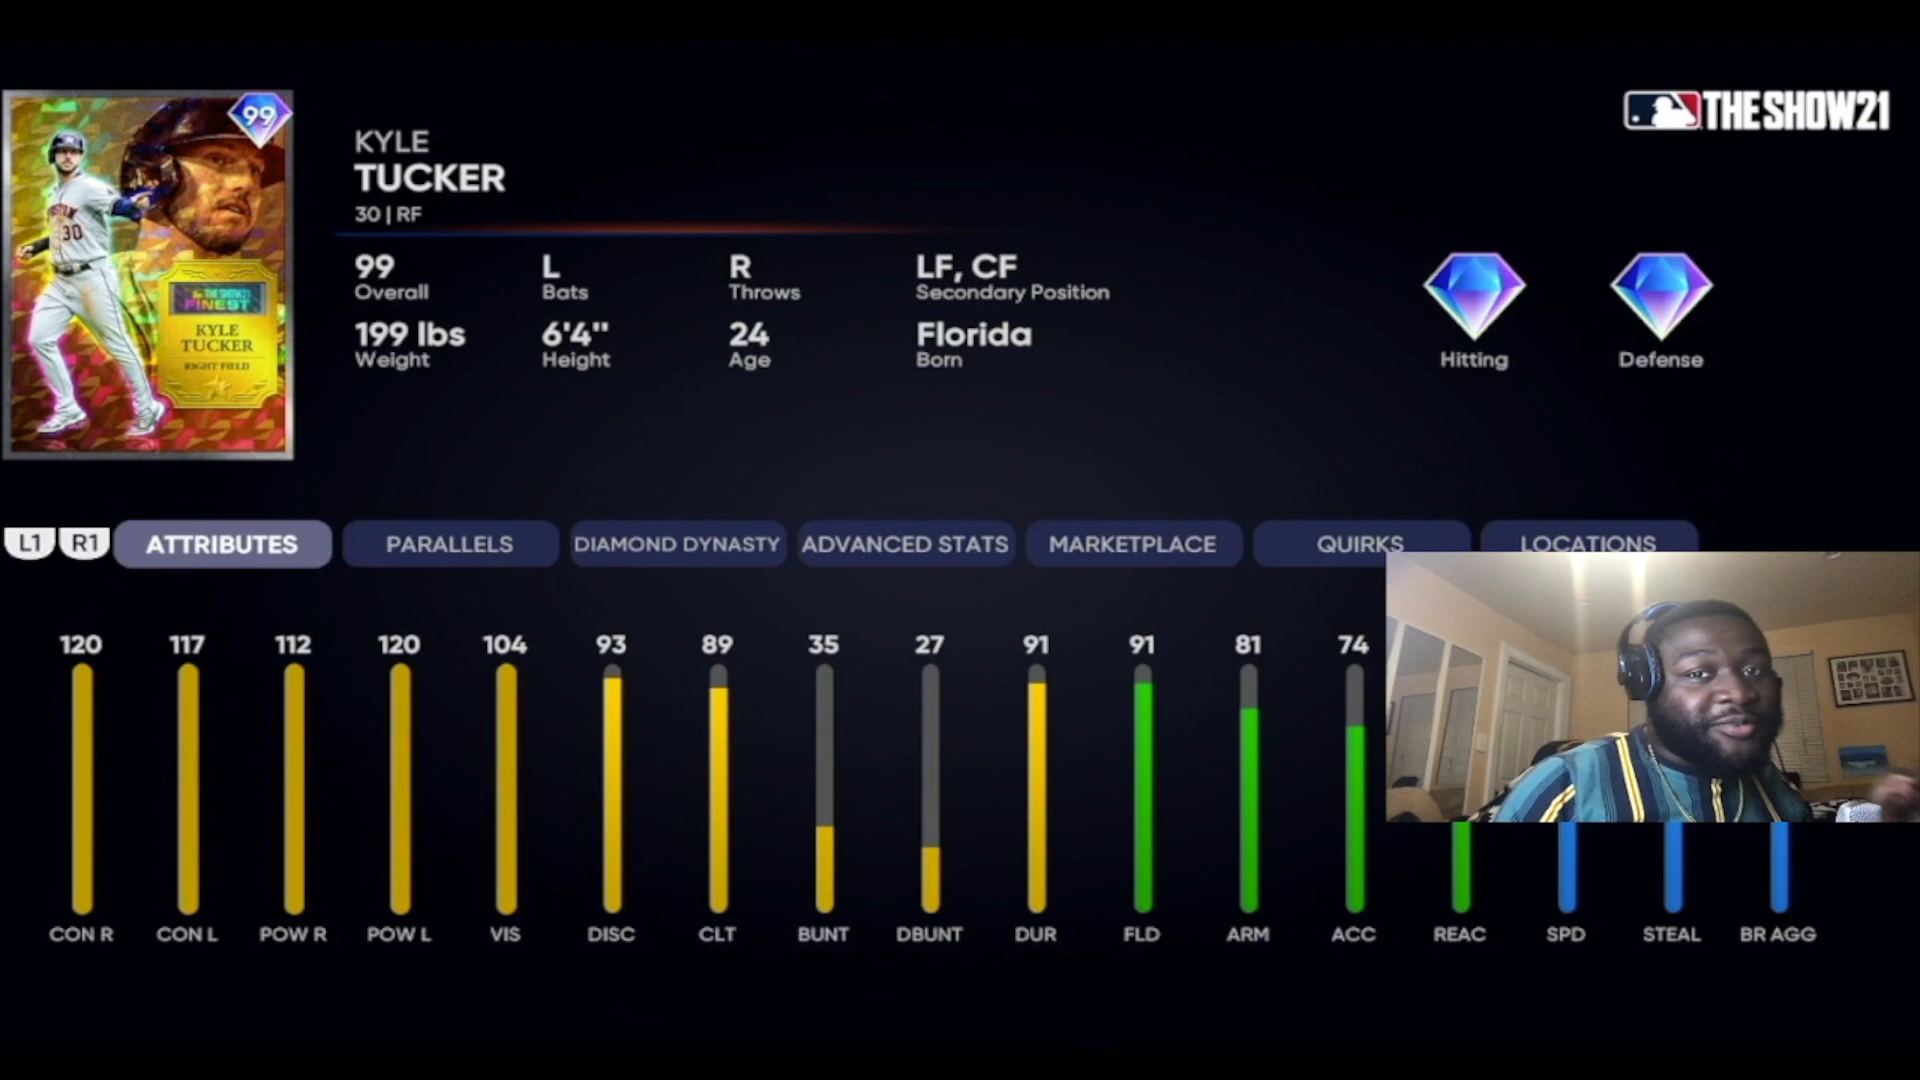 99
THE SHOW21
KYLE
TUCKER
30 | RF
99
Overall
L
Bats
R
Throws
LF, CF
Secondary Position
199 lbs
Weight
6'4"
Height
24
Age
Florida
Born
Hitting
Defense
30
THE SHOW21
FINEST
KYLE
TUCKER
RIGHT FIELD
L1 R1 ATTRIBUTES PARALLELS DIAMOND DYNASTY ADVANCED STATS MARKETPLACE QUIRKS LOCATIONS
120 117 112 120 104 93 89 35 27 91 91 81 74
CON R CON L POW R POW L VIS DISC CLT BUNT DBUNT DUR FLD ARM ACC REAC SPD STEAL BR AGG